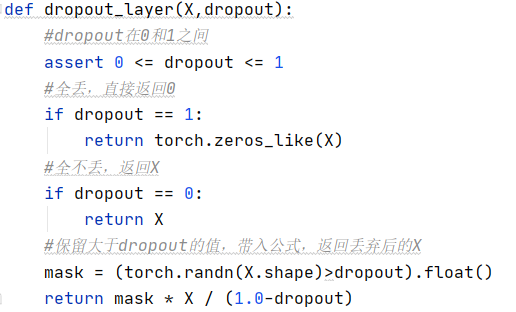 def dropout_layer(X,dropout):
    #dropout在0和1之间
    assert 0 <= dropout <= 1
    #全丢，直接返回0
    if dropout == 1:
        return torch.zeros_like(X)
    #全不丢，返回X
    if dropout == 0:
        return X
    #保留大于dropout的值，带入公式，返回丢弃后的X
    mask = (torch.randn(X.shape)>dropout).float()
    return mask * X / (1.0-dropout)